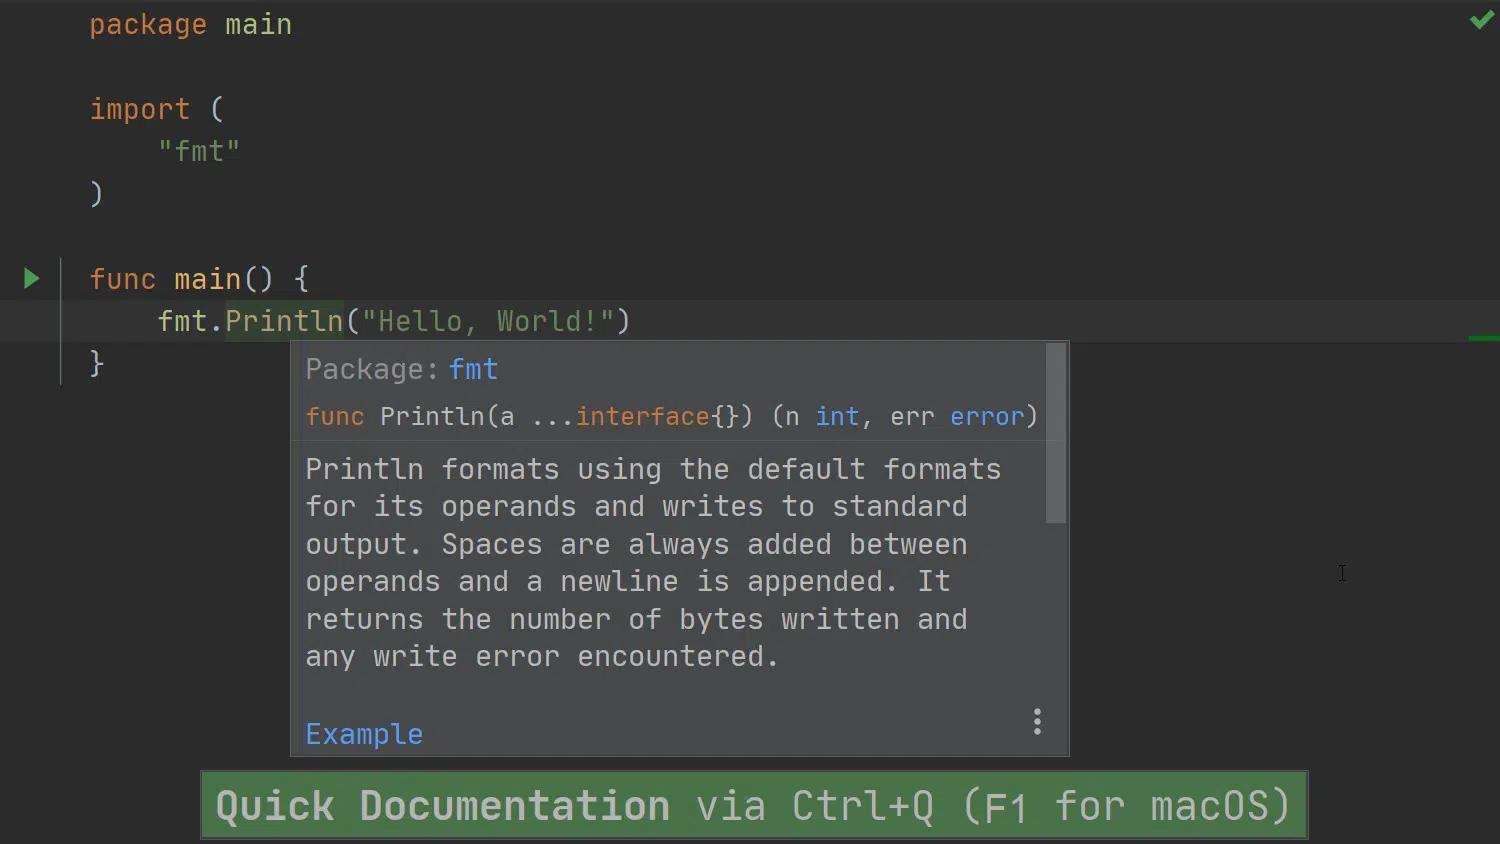 package main
import (
"fmt"
)
func main() {
fmt.Println("Hello, World!")
}
Package: fmt
func Println(a ...interface{}) (n int, err error)
Println formats using the default formats
for its operands and writes to standard
output. Spaces are always added between
operands and a newline is appended. It
returns the number of bytes written and
any write error encountered.
Example
Quick Documentation via Ctrl+Q (F1 for macOS)